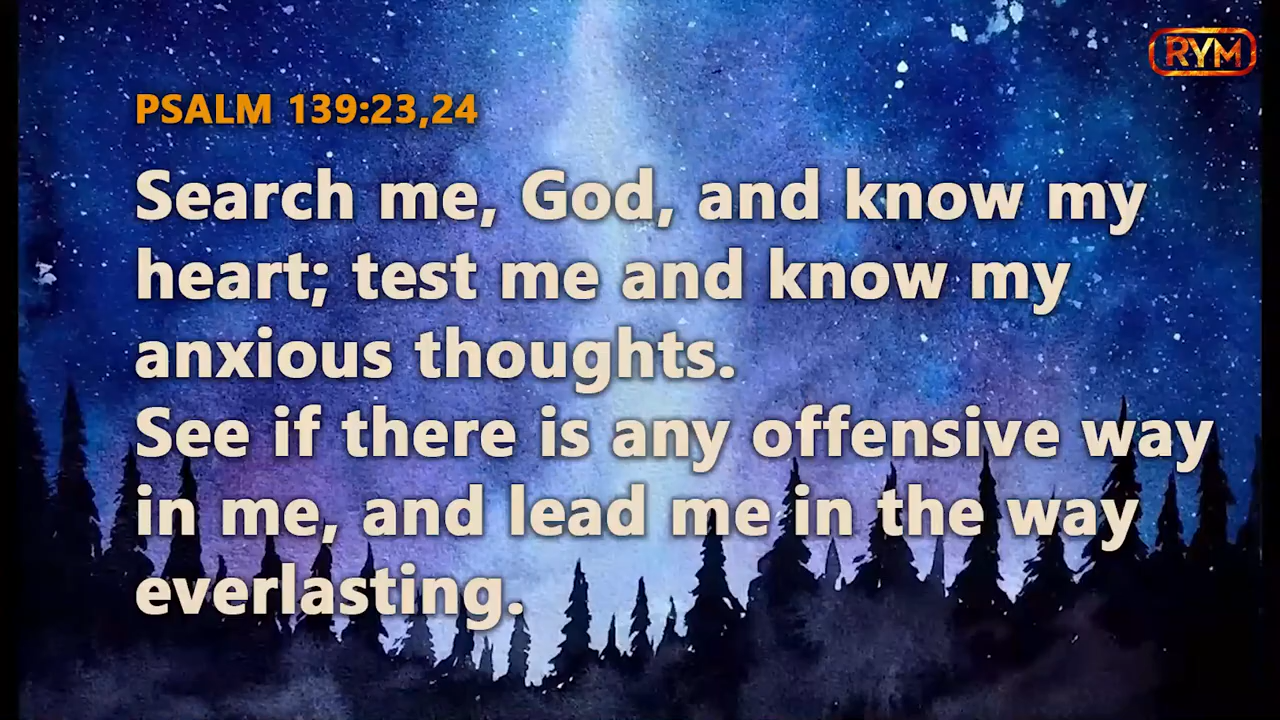 RYM
PSALM 139:23,24
Search me, God, and know my
heart; test me and know my
anxious thoughts.
See if there is any offensive way
in me, and lead me in the way
everlasting.